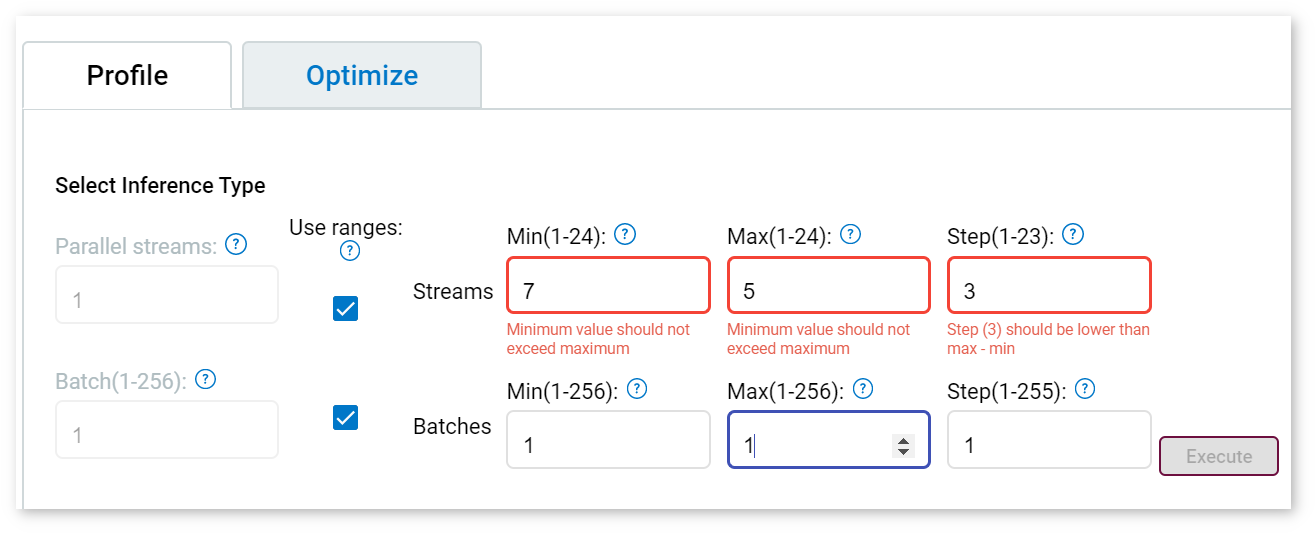 Profile
Optimize
Select Inference Type
Parallel streams: ?
1
Use ranges:
?
Streams
Min(1-24): ?
7
Minimum value should not
exceed maximum
Max(1-24): ?
5
Minimum value should not
exceed maximum
Step(1-23): ?
3
Step (3) should be lower than
max - min
Batch(1-256): ?
1
Batches
Min(1-256): ?
1
Max(1-256): ?
1
Step(1-255): ?
1
Execute